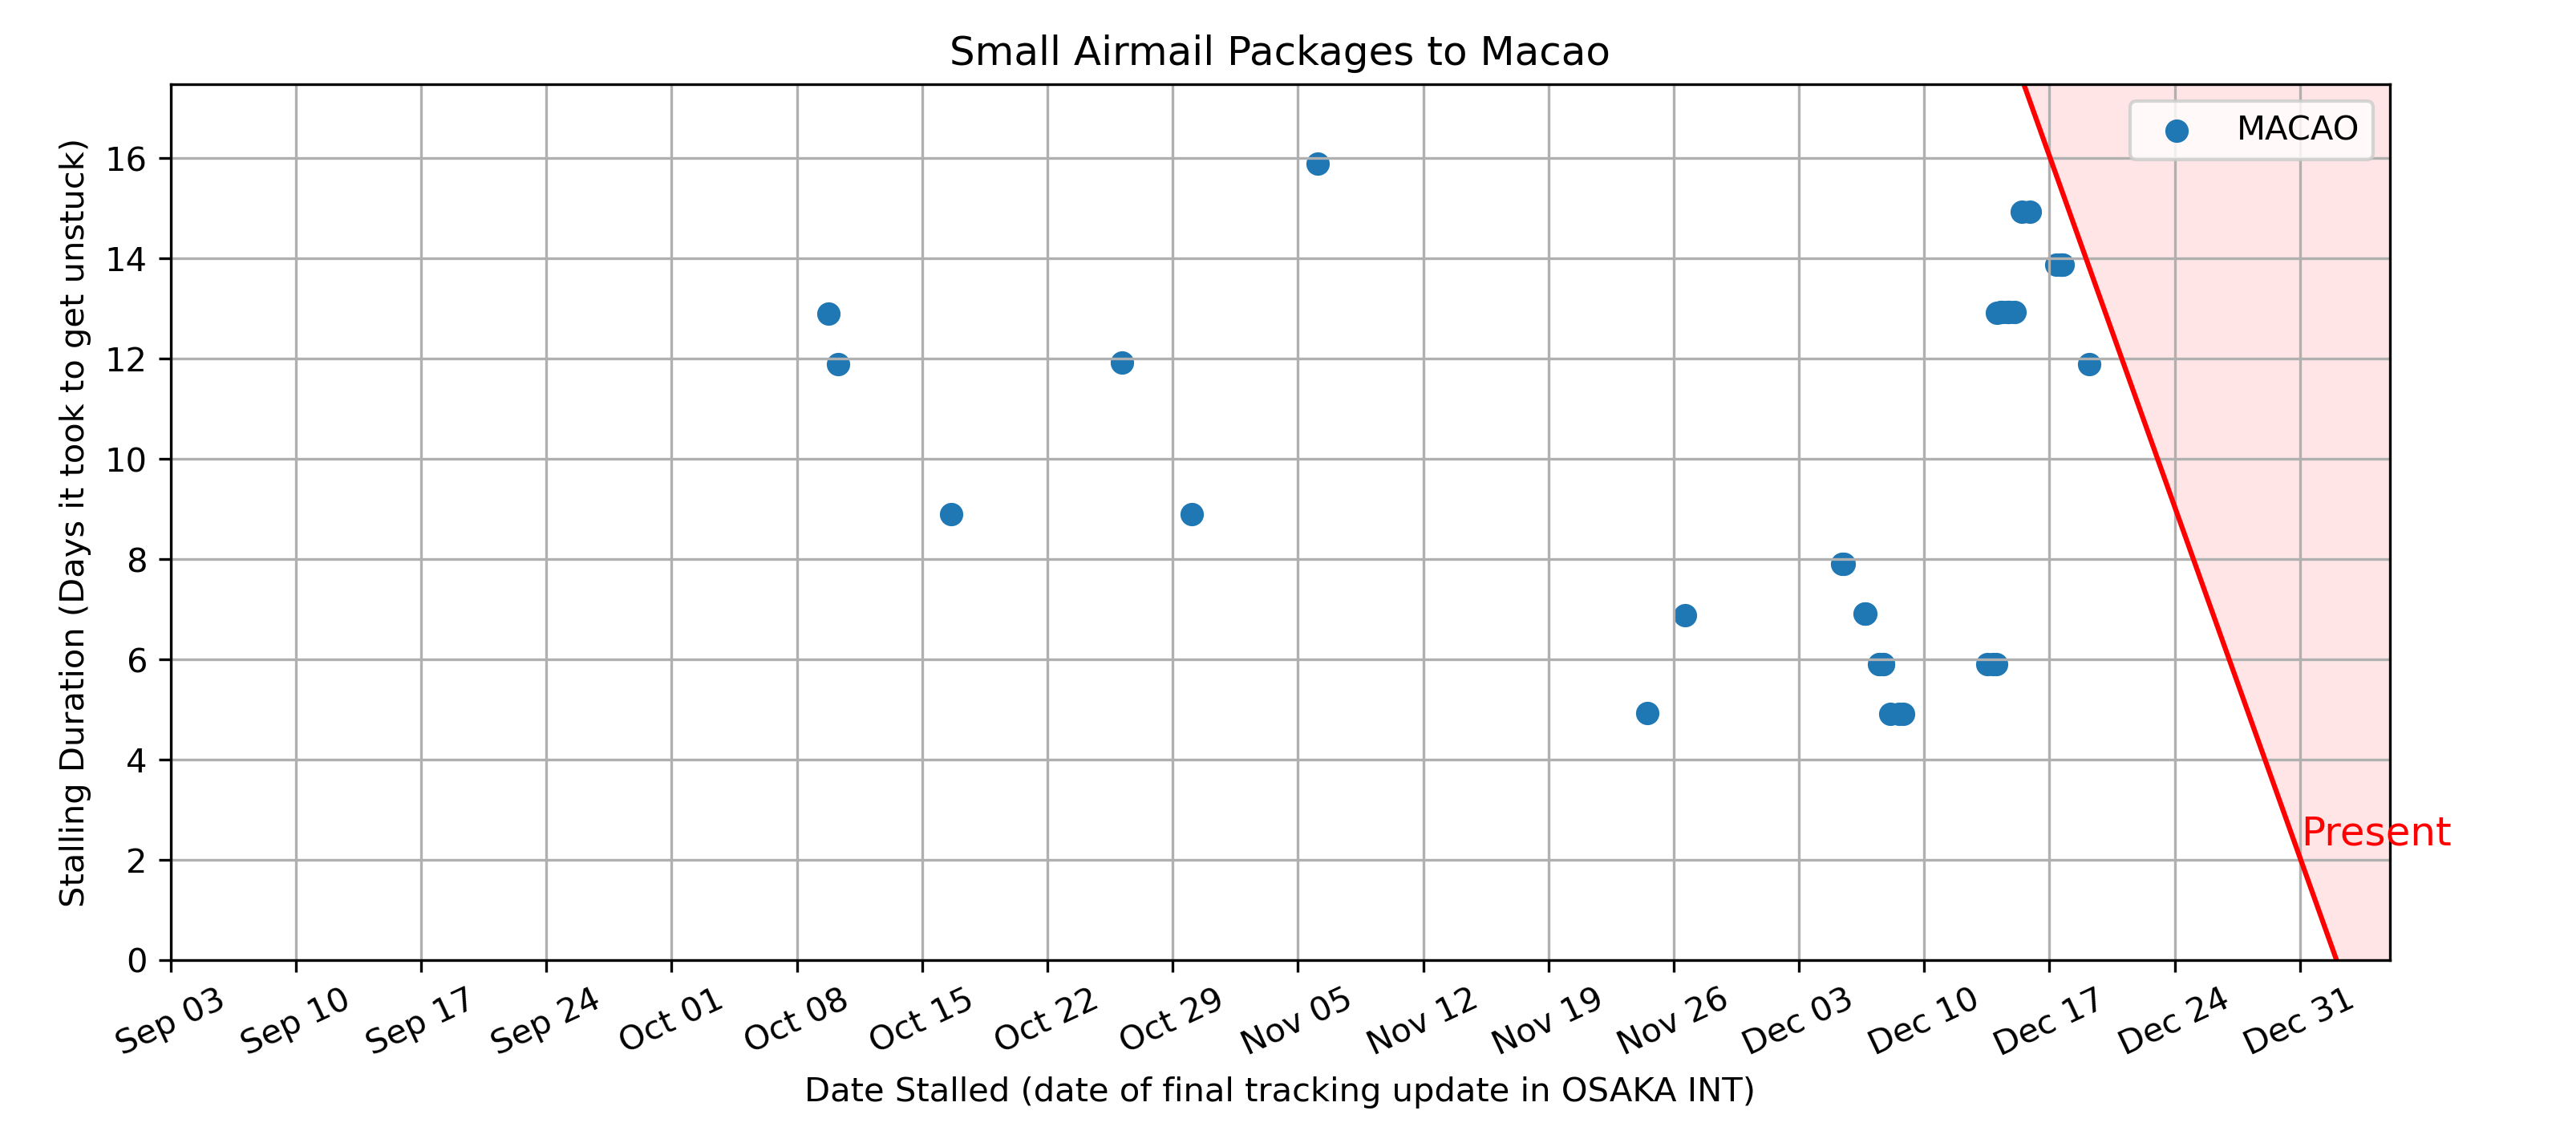 Small Airmail Packages to Macao
MACAO
Stalling Duration (Days it took to get unstuck)
16
14
12
10
8
6
4
2
0
Present
Sep 03
Sep 10
Sep 17
Sep 24
Oct 01
Oct 08
Oct 15
Oct 22
Oct 29
Nov 05
Nov 12
Nov 19
Nov 26
Dec 03
Dec 10
Dec 17
Dec 24
Dec 31
Date Stalled (date of final tracking update in OSAKA INT)